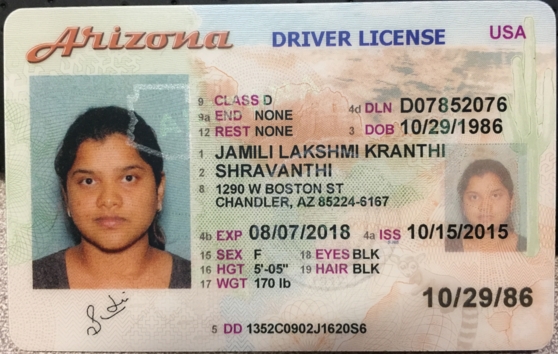 Arizona DRIVER LICENSE USA
9 CLASS D
9a END NONE
12 REST NONE
4d DLN D07852076
3 DOB 10/29/1986
1 JAMILI LAKSHMI KRANTHI
2 SHRAVANTHI
8 1290 W BOSTON ST
CHANDLER, AZ 85224-6167
4b EXP 08/07/2018 4a ISS 10/15/2015
15 SEX F 18 EYES BLK
16 HGT 5'-05" 19 HAIR BLK
17 WGT 170 lb
10/29/86
5 DD 1352C0902J1620S6